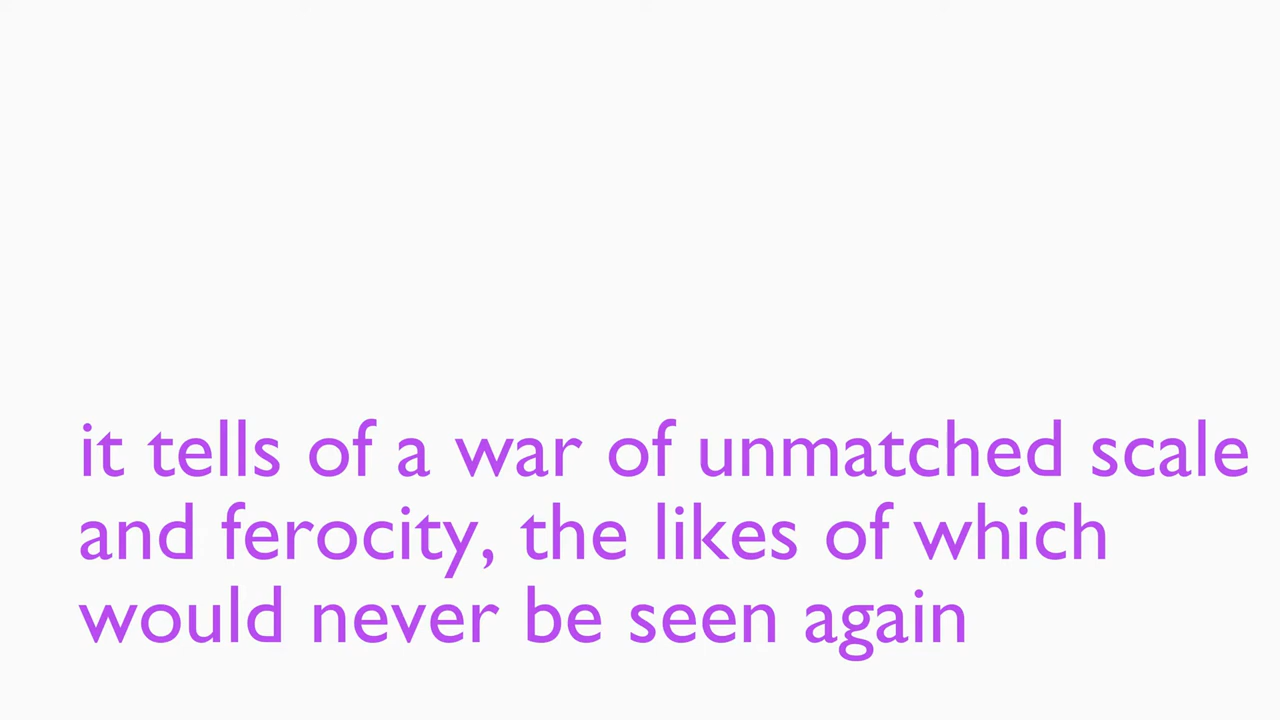 it tells of a war of unmatched scale
and ferocity, the likes of which
would never be seen again